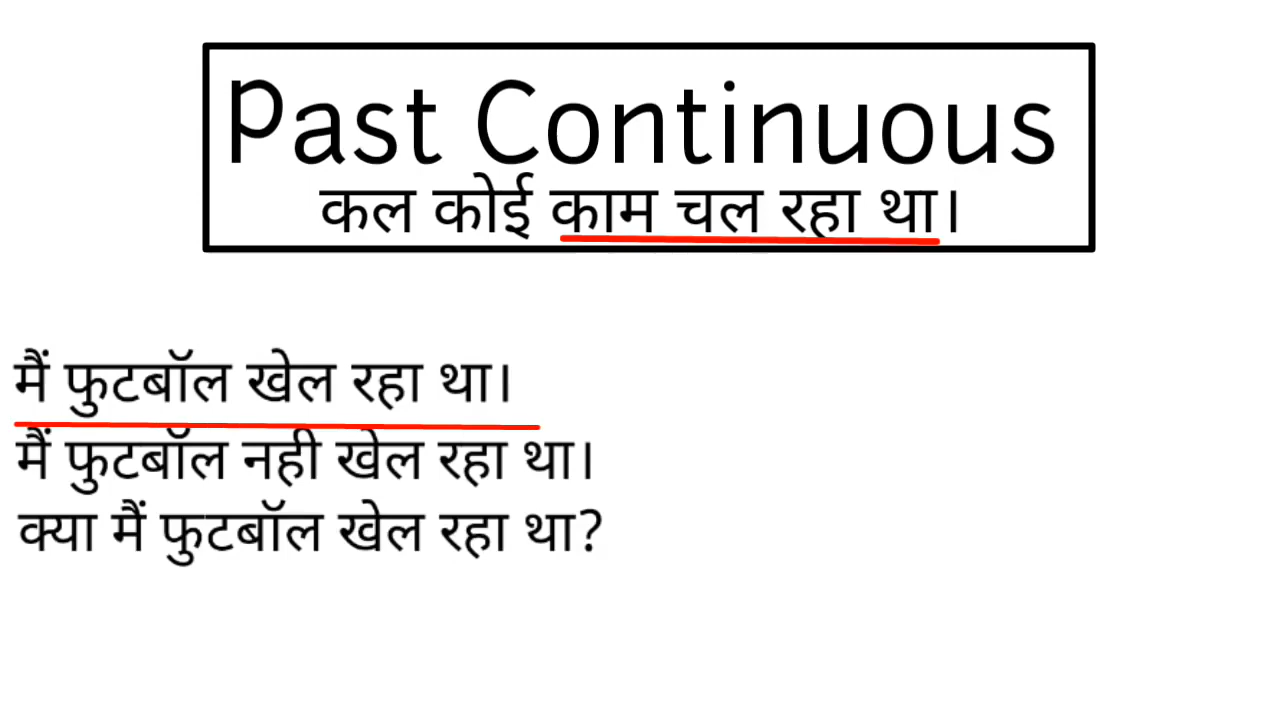 Past Continuous
कल कोई काम चल रहा था।
मैं फुटबॉल खेल रहा था।
मैं फुटबॉल नही खेल रहा था।
क्या मैं फुटबॉल खेल रहा था?